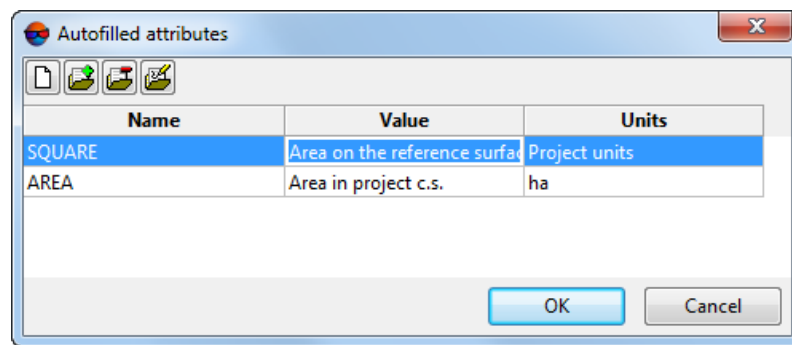 Autofilled attributes
Name Value Units
SQUARE Area on the reference surfac Project units
AREA Area in project c.s. ha
OK Cancel